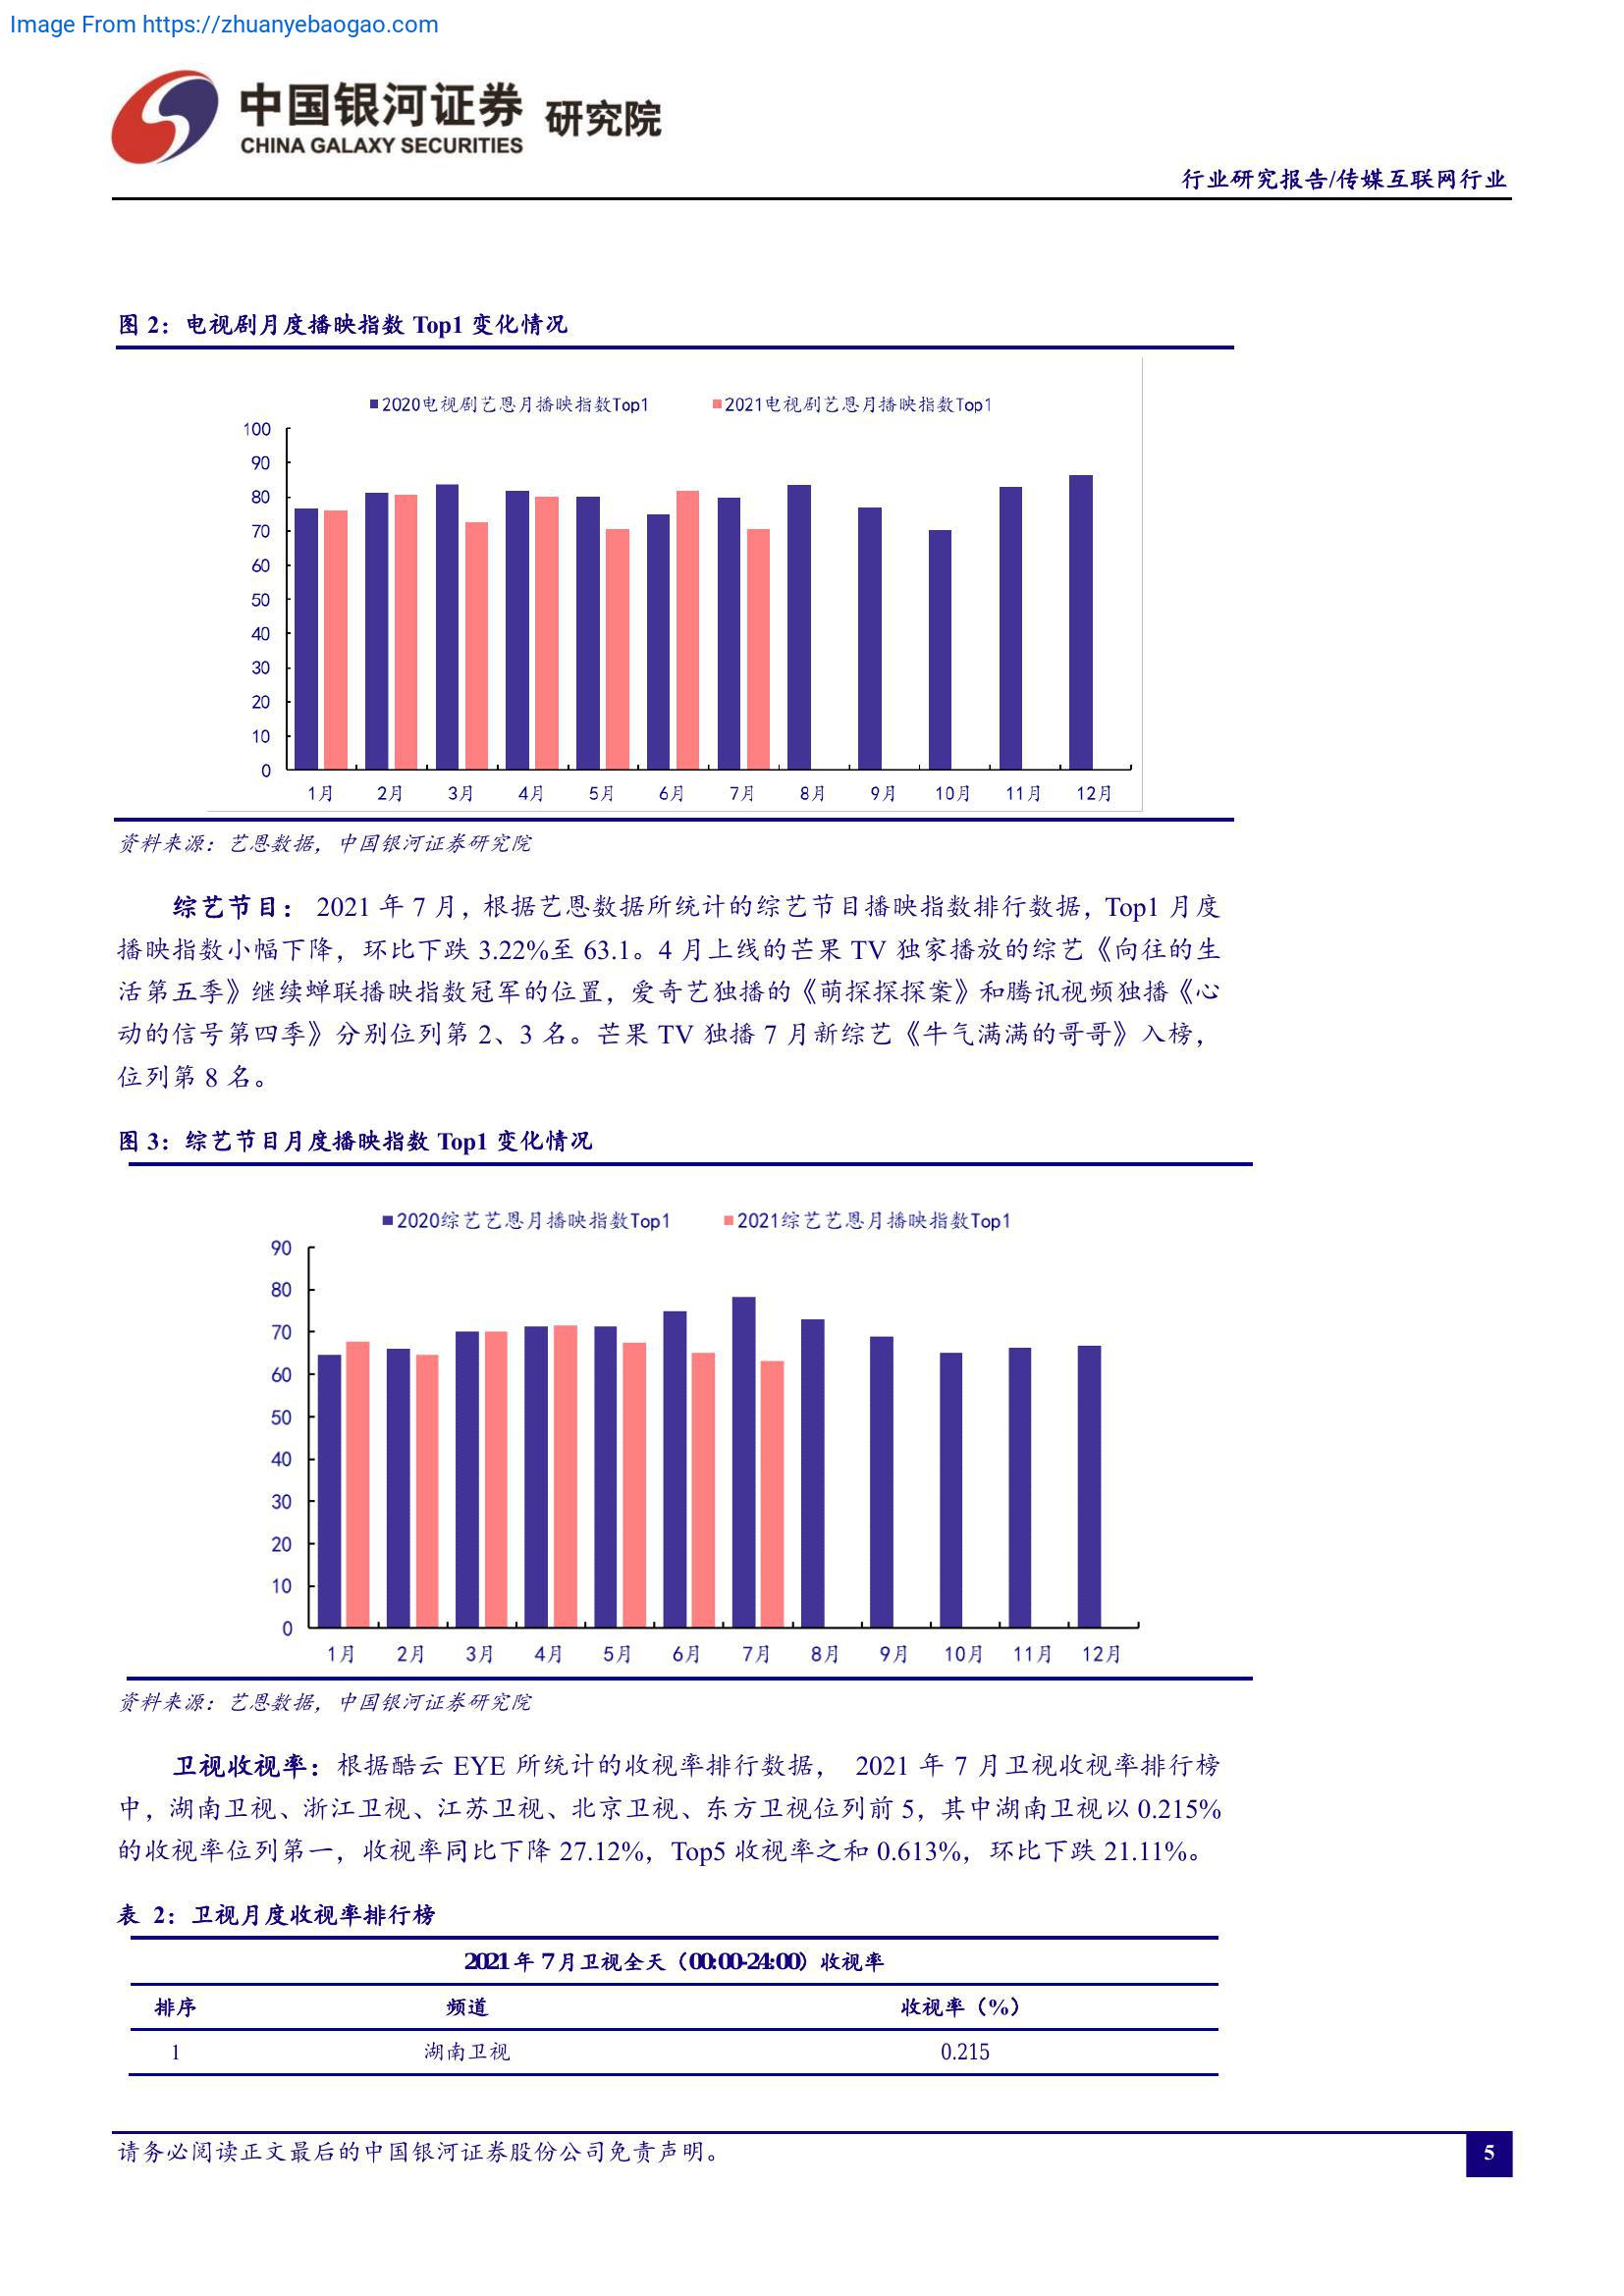 Image From https://zhuanyebaogao.com
中国银河证券 研究院
CHINA GALAXY SECURITIES
行业研究报告/传媒互联网行业
图 2：电视剧月度播映指数 Top1 变化情况
2020电视剧艺恩月播映指数Top1 2021电视剧艺恩月播映指数Top1
100
90
80
70
60
50
40
30
20
10
0
1月 2月 3月 4月 5月 6月 7月 8月 9月 10月 11月 12月
资料来源：艺恩数据，中国银河证券研究院
综艺节目： 2021 年 7 月，根据艺恩数据所统计的综艺节目播映指数排行数据，Top1 月度
播映指数小幅下降，环比下跌 3.22%至 63.1。4 月上线的芒果 TV 独家播放的综艺《向往的生
活第五季》继续蝉联播映指数冠军的位置，爱奇艺独播的《萌探探探案》和腾讯视频独播《心
动的信号第四季》分别位列第 2、3 名。芒果 TV 独播 7 月新综艺《牛气满满的哥哥》入榜，
位列第 8 名。
图 3：综艺节目月度播映指数 Top1 变化情况
2020综艺艺恩月播映指数Top1 2021综艺艺恩月播映指数Top1
90
80
70
60
50
40
30
20
10
0
1月 2月 3月 4月 5月 6月 7月 8月 9月 10月 11月 12月
资料来源：艺恩数据，中国银河证券研究院
卫视收视率：根据酷云 EYE 所统计的收视率排行数据， 2021 年 7 月卫视收视率排行榜
中，湖南卫视、浙江卫视、江苏卫视、北京卫视、东方卫视位列前 5，其中湖南卫视以 0.215%
的收视率位列第一，收视率同比下降 27.12%，Top5 收视率之和 0.613%，环比下跌 21.11%。
表 2：卫视月度收视率排行榜
2021 年 7 月卫视全天（00:00-24:00）收视率
排序 频道 收视率（%）
1 湖南卫视 0.215
请务必阅读正文最后的中国银河证券股份公司免责声明。
5